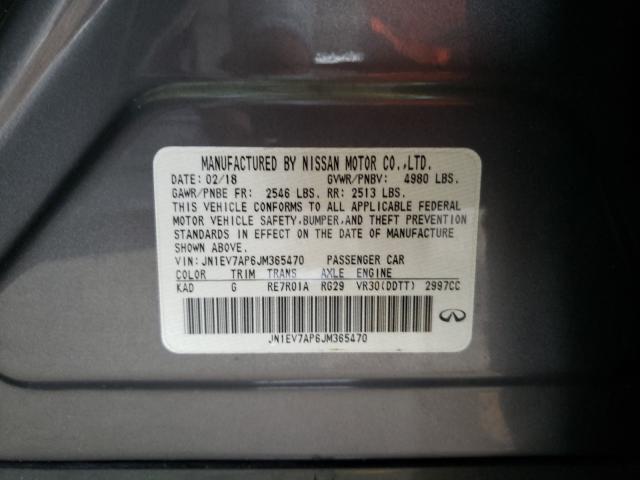 MANUFACTURED BY NISSAN MOTOR CO.,LTD.
DATE: 02/18 GVWR/PNBV: 4980 LBS.
GAWR/PNBE FR: 2546 LBS. RR: 2513 LBS.
THIS VEHICLE CONFORMS TO ALL APPLICABLE FEDERAL
MOTOR VEHICLE SAFETY,BUMPER,AND THEFT PREVENTION
STANDARDS IN EFFECT ON THE DATE OF MANUFACTURE
SHOWN ABOVE.
VIN: JN1EV7AP6JM365470 PASSENGER CAR
COLOR TRIM TRANS AXLE ENGINE
KAD G RE7R01A RG29 VR30(DDTT) 2997CC
JN1EV7AP6JM365470